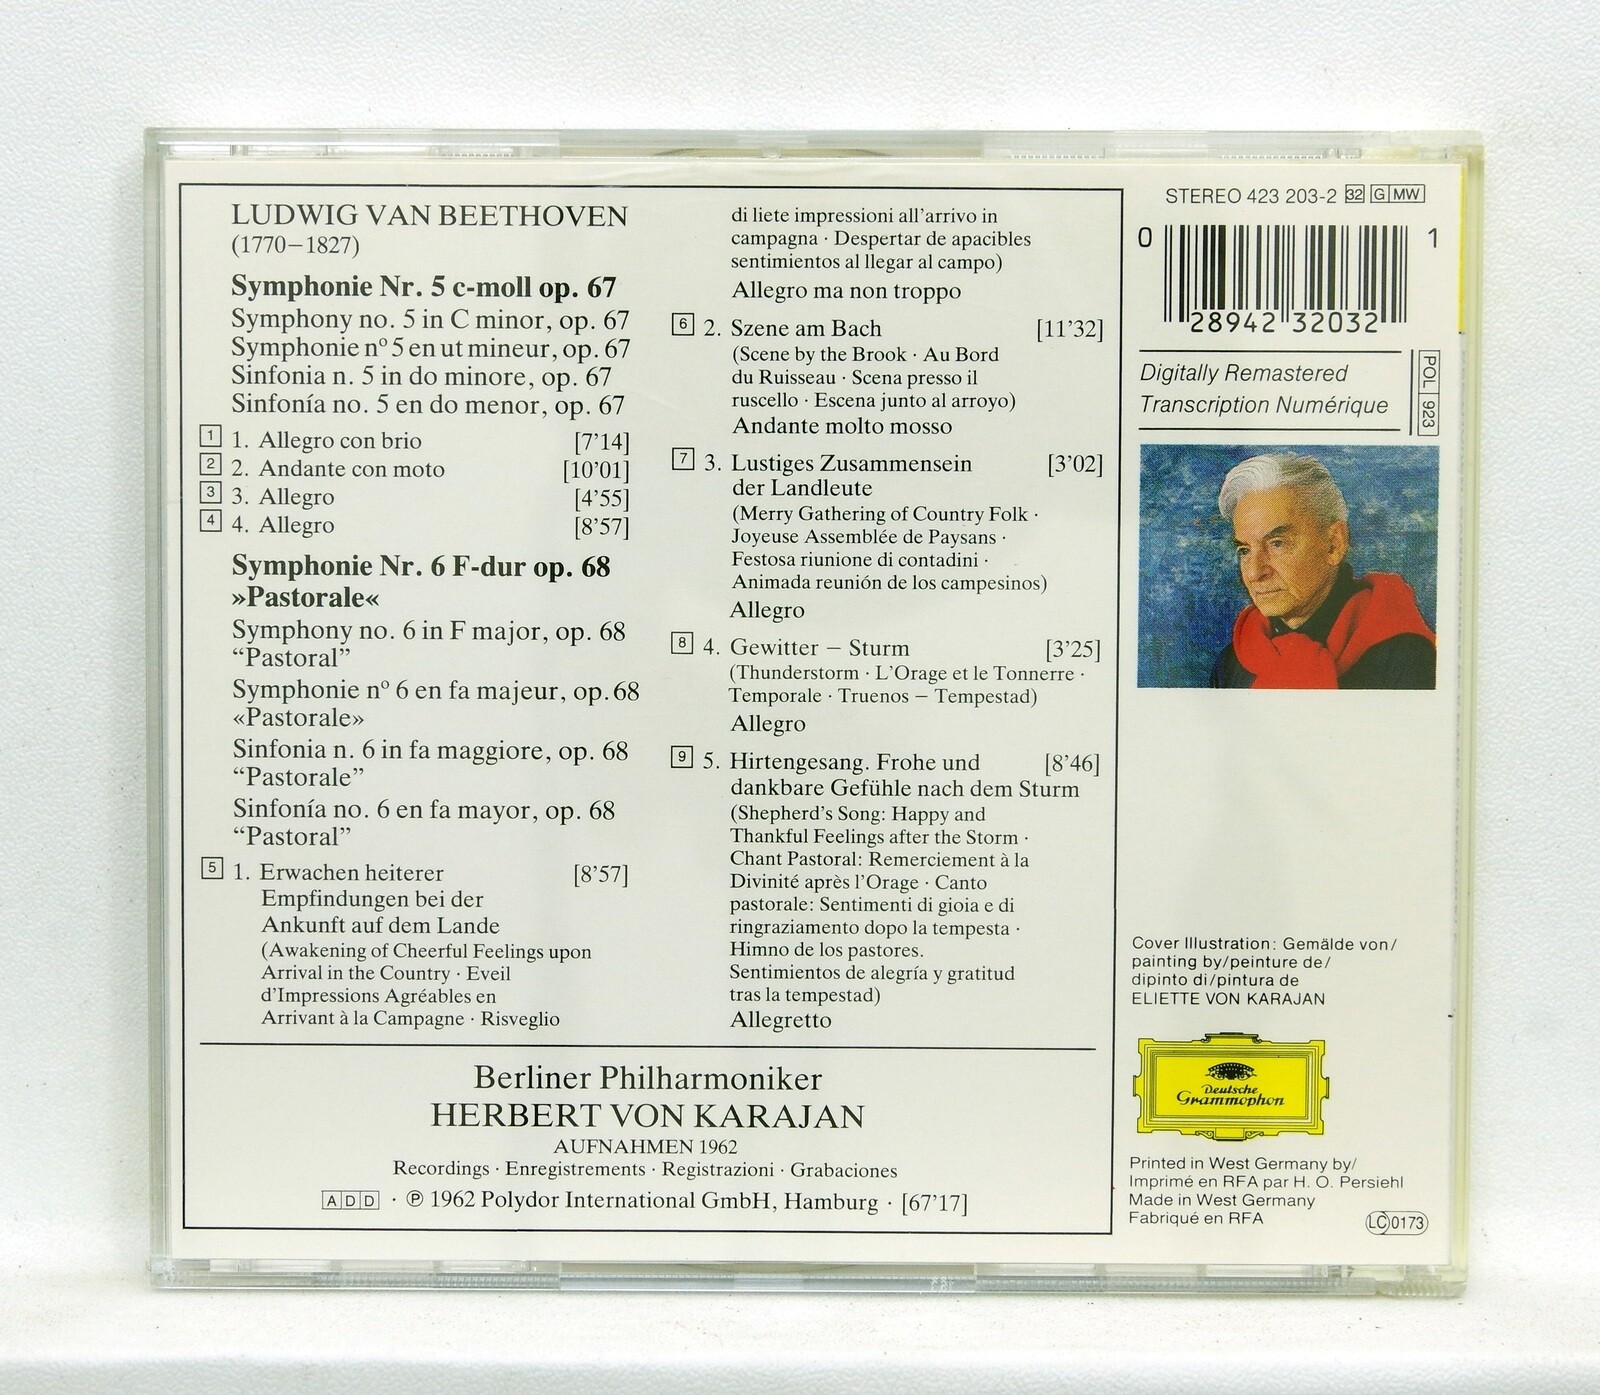 LUDWIG VAN BEETHOVEN
(1770–1827)
Symphonie Nr. 5 c-moll op. 67
Symphony no. 5 in C minor, op. 67
Symphonie nº 5 en ut mineur, op. 67
Sinfonia n. 5 in do minore, op. 67
Sinfonía no. 5 en do menor, op. 67
1 1. Allegro con brio [7'14]
2 2. Andante con moto [10'01]
3 3. Allegro [4'55]
4 4. Allegro [8'57]
Symphonie Nr. 6 F-dur op. 68
»Pastorale«
Symphony no. 6 in F major, op. 68
“Pastoral”
Symphonie nº 6 en fa majeur, op. 68
«Pastorale»
Sinfonia n. 6 in fa maggiore, op. 68
“Pastorale”
Sinfonía no. 6 en fa mayor, op. 68
“Pastoral”
5 1. Erwachen heiterer [8'57]
Empfindungen bei der
Ankunft auf dem Lande
(Awakening of Cheerful Feelings upon
Arrival in the Country · Eveil
d'Impressions Agréables en
Arrivant à la Campagne · Risveglio
di liete impressioni all'arrivo in
campagna · Despertar de apacibles
sentimientos al llegar al campo)
Allegro ma non troppo
6 2. Szene am Bach [11'32]
(Scene by the Brook · Au Bord
du Ruisseau · Scena presso il
ruscello · Escena junto al arroyo)
Andante molto mosso
7 3. Lustiges Zusammensein [3'02]
der Landleute
(Merry Gathering of Country Folk ·
Joyeuse Assemblée de Paysans ·
Festosa riunione di contadini ·
Animada reunión de los campesinos)
Allegro
8 4. Gewitter – Sturm [3'25]
(Thunderstorm · L'Orage et le Tonnerre ·
Temporale · Truenos – Tempestad)
Allegro
9 5. Hirtengesang. Frohe und [8'46]
dankbare Gefühle nach dem Sturm
(Shepherd's Song: Happy and
Thankful Feelings after the Storm ·
Chant Pastoral: Remerciement à la
Divinité après l'Orage · Canto
pastorale: Sentimenti di gioia e di
ringraziamento dopo la tempesta ·
Himno de los pastores.
Sentimientos de alegría y gratitud
tras la tempestad)
Allegretto
Berliner Philharmoniker
HERBERT VON KARAJAN
AUFNAHMEN 1962
Recordings · Enregistrements · Registrazioni · Grabaciones
ADD · ℗ 1962 Polydor International GmbH, Hamburg · [67'17]
STEREO 423 203-2 32 G MW
0 28942 32032 1
Digitally Remastered
Transcription Numérique
POL 923
Cover Illustration: Gemälde von/
painting by/peinture de/
dipinto di/pintura de
ELIETTE VON KARAJAN
Deutsche
Grammophon
Printed in West Germany by/
Imprimé en RFA par H. O. Persiehl
Made in West Germany
Fabriqué en RFA
LC 0173